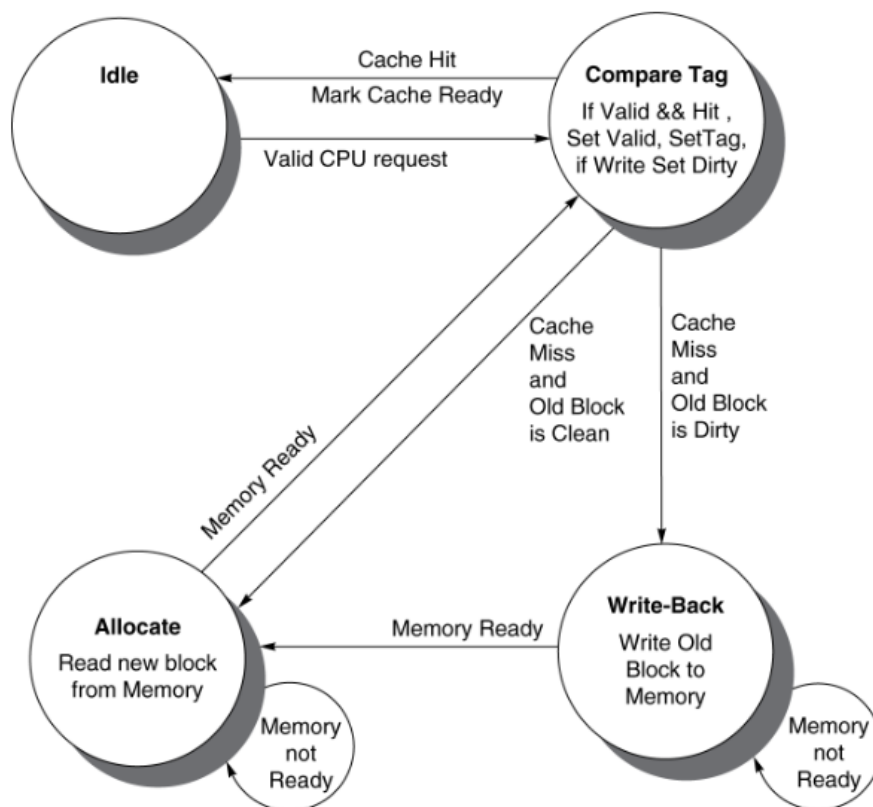 Idle
Cache Hit
Mark Cache Ready
Valid CPU request
Compare Tag
If Valid && Hit ,
Set Valid, SetTag,
if Write Set Dirty
Cache
Miss
and
Old Block
is Clean
Cache
Miss
and
Old Block
is Dirty
Memory Ready
Allocate
Read new block
from Memory
Memory
not
Ready
Memory Ready
Write-Back
Write Old
Block to
Memory
Memory
not
Ready